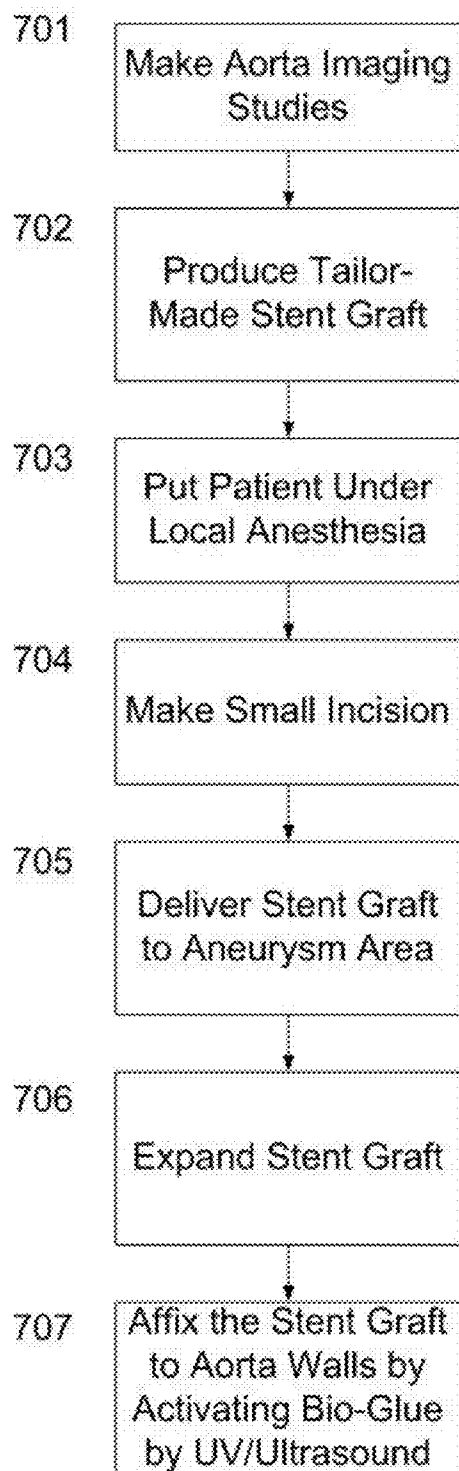 701
Make Aorta Imaging
Studies
702
Produce Tailor-
Made Stent Graft
703
Put Patient Under
Local Anesthesia
704
Make Small Incision
705
Deliver Stent Graft
to Aneurysm Area
706
Expand Stent Graft
707
Affix the Stent Graft
to Aorta Walls by
Activating Bio-Glue
by UV/Ultrasound